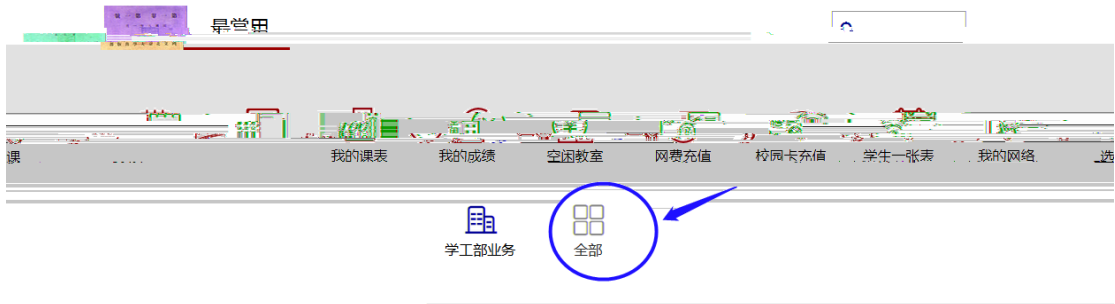 最常用
课 我的课表 我的成绩 空闲教室 网费充值 校园卡充值 学生一张表 我的网络 选
学工部业务 全部